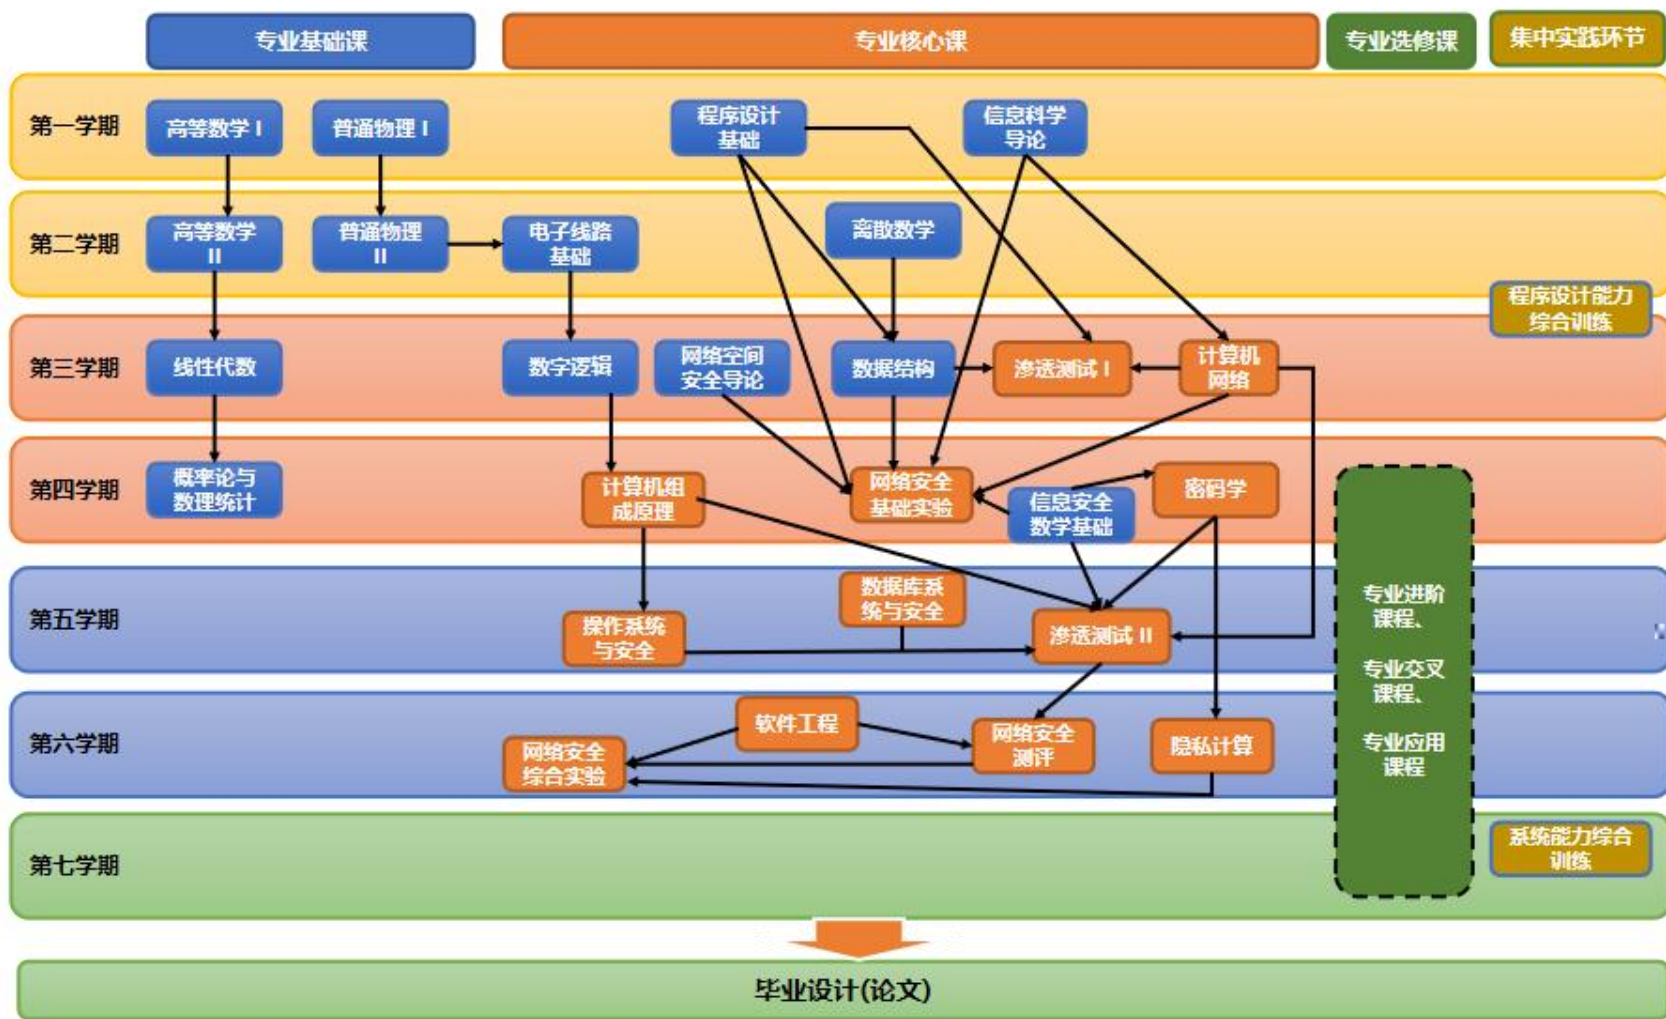 专业基础课
专业核心课
专业选修课
集中实践环节
第一学期
高等数学 I
普通物理 I
程序设计
基础
信息科学
导论
第二学期
高等数学
II
普通物理
II
电子线路
基础
离散数学
程序设计能力
综合训练
第三学期
线性代数
数字逻辑
网络空间
安全导论
数据结构
渗透测试 I
计算机
网络
第四学期
概率论与
数理统计
计算机组
成原理
网络安全
基础实验
信息安全
数学基础
密码学
第五学期
操作系统
与安全
数据库系
统与安全
渗透测试 II
专业进阶
课程、
专业交叉
课程、
专业应用
课程
第六学期
网络安全
综合实验
软件工程
网络安全
测评
隐私计算
第七学期
系统能力综合
训练
毕业设计(论文)